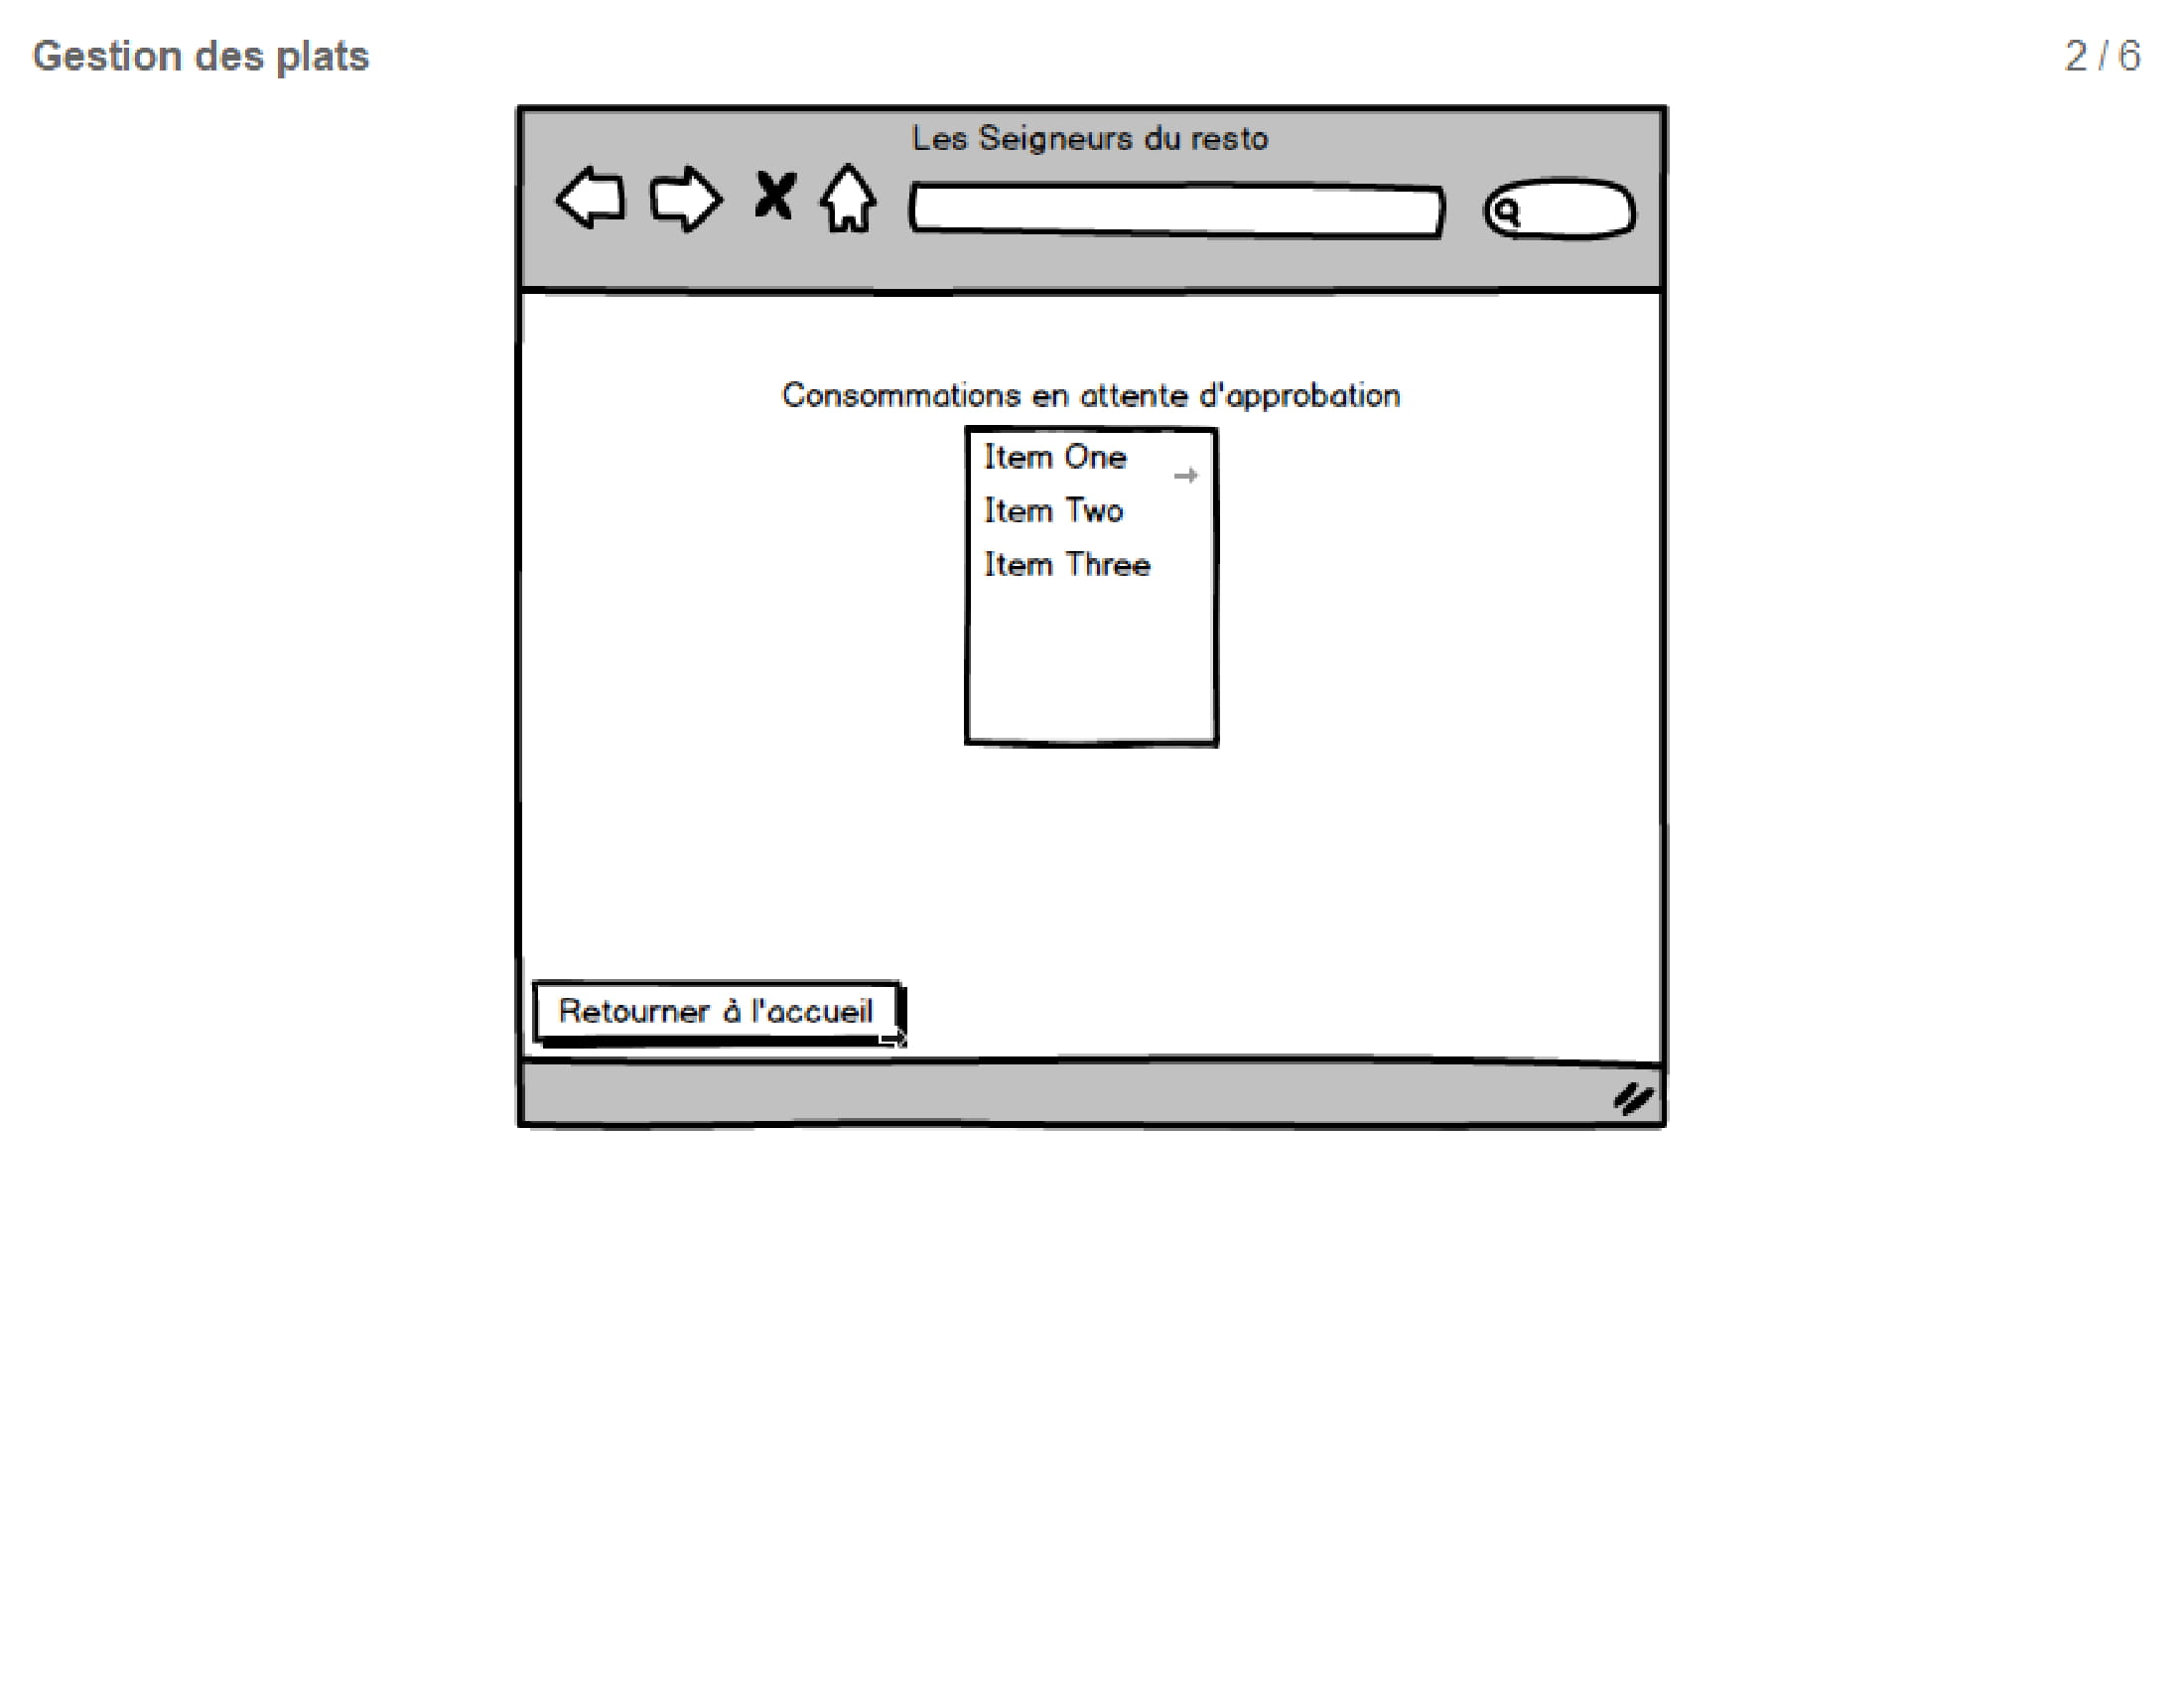 Gestion des plats
2 / 6
Les Seigneurs du resto
Consommations en attente d'approbation
Item One
Item Two
Item Three
Retourner à l'accueil